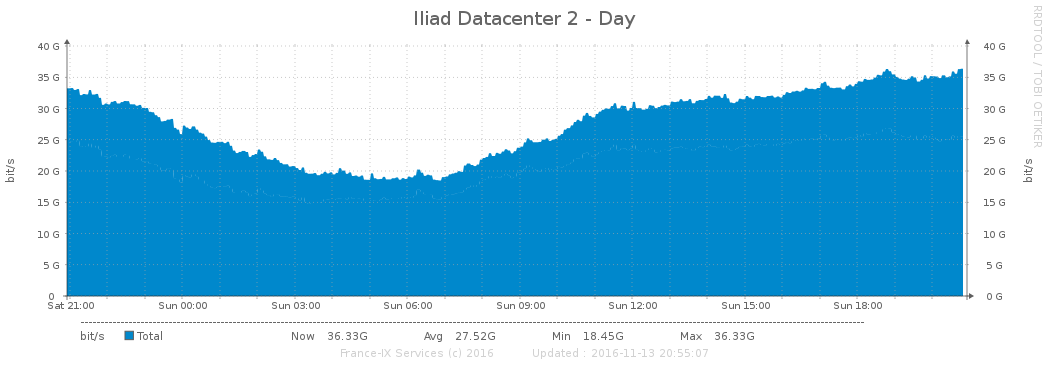 Iliad Datacenter 2 - Day
RRDTOOL / TOBI OETIKER
40 G 40 G
35 G 35 G
30 G 30 G
25 G 25 G
20 G 20 G
15 G 15 G
10 G 10 G
5 G 5 G
0 0 G
bit/s bit/s
Sat 21:00 Sun 00:00 Sun 03:00 Sun 06:00 Sun 09:00 Sun 12:00 Sun 15:00 Sun 18:00
bit/s Total Now 36.33G Avg 27.52G Min 18.45G Max 36.33G
France-IX Services (c) 2016 Updated : 2016-11-13 20:55:07